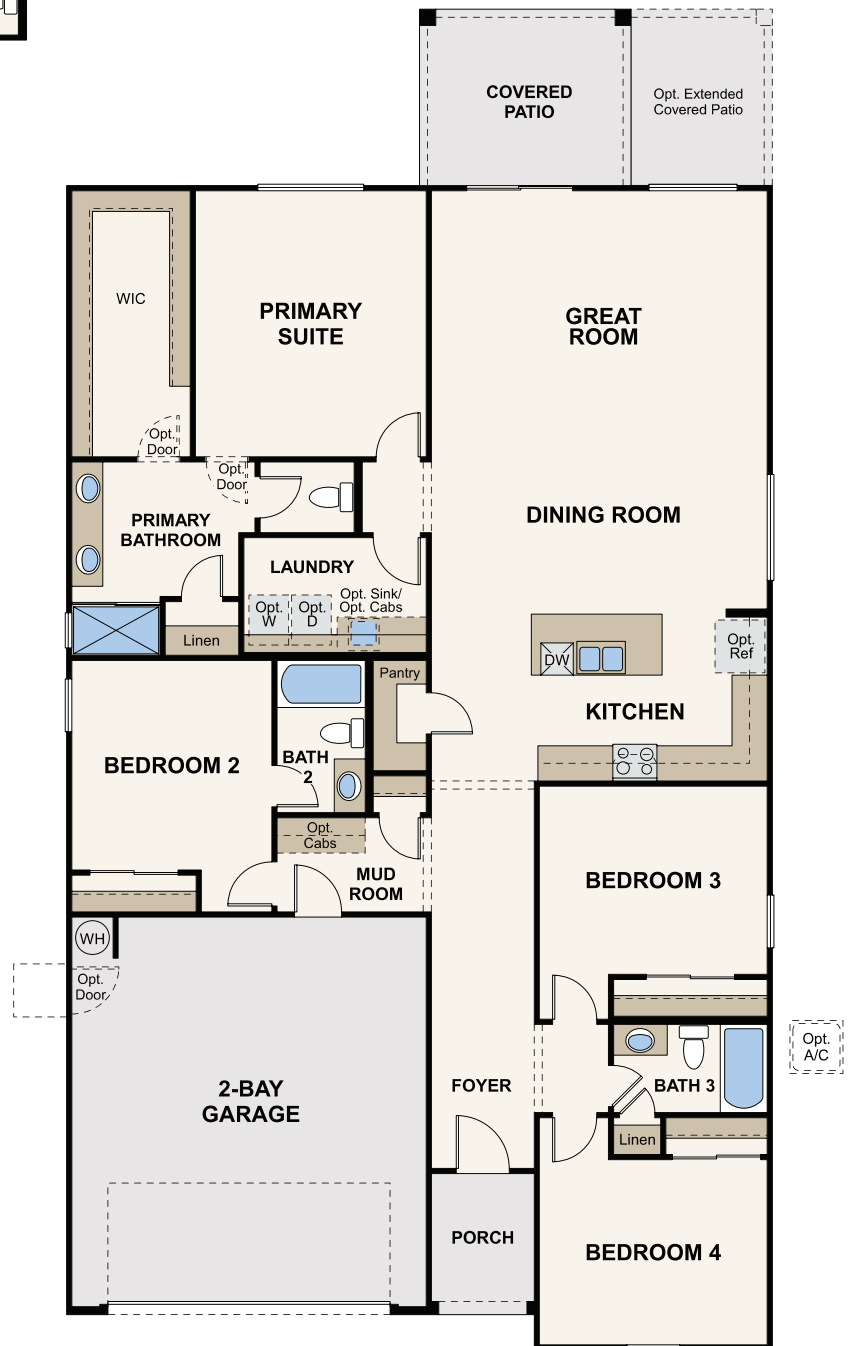 COVERED
PATIO
Opt. Extended
Covered Patio
WIC
PRIMARY
SUITE
GREAT
ROOM
Opt.
Door
Opt.
Door
PRIMARY
BATHROOM
DINING ROOM
LAUNDRY
Opt.
W
Opt.
D
Opt. Sink/
Opt. Cabs
Linen
Opt.
Ref
DW
Pantry
KITCHEN
BEDROOM 2
BATH
2
Opt.
Cabs
MUD
ROOM
BEDROOM 3
WH
Opt.
Door
Opt.
A/C
2-BAY
GARAGE
FOYER
BATH 3
Linen
PORCH
BEDROOM 4